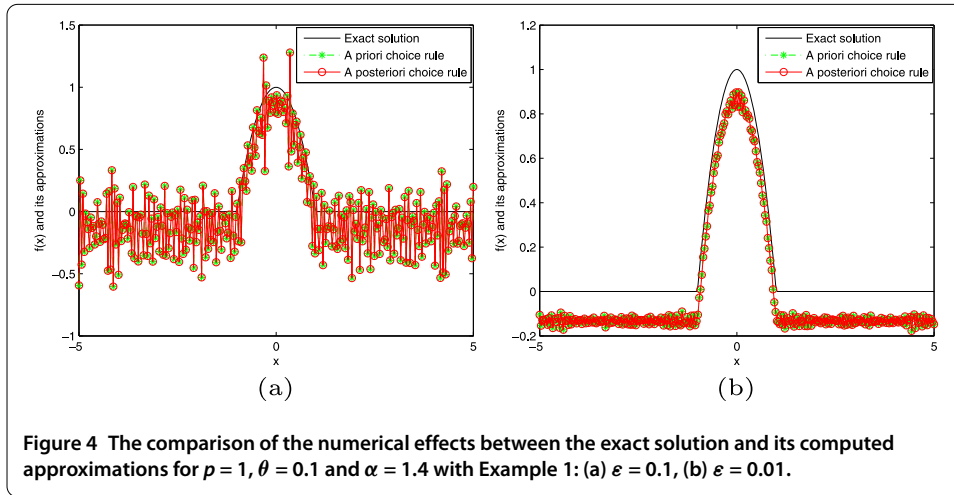 1.5
1
0.5
0
−0.5
−1
−5
0
5
x
f(x) and its approximations
Exact solution
A priori choice rule
A posteriori choice rule
(a)
1.2
1
0.8
0.6
0.4
0.2
0
−0.2
−5
0
5
x
f(x) and its approximations
Exact solution
A priori choice rule
A posteriori choice rule
(b)
Figure 4 The comparison of the numerical effects between the exact solution and its computed
approximations for p = 1, θ = 0.1 and α = 1.4 with Example 1: (a) ε = 0.1, (b) ε = 0.01.